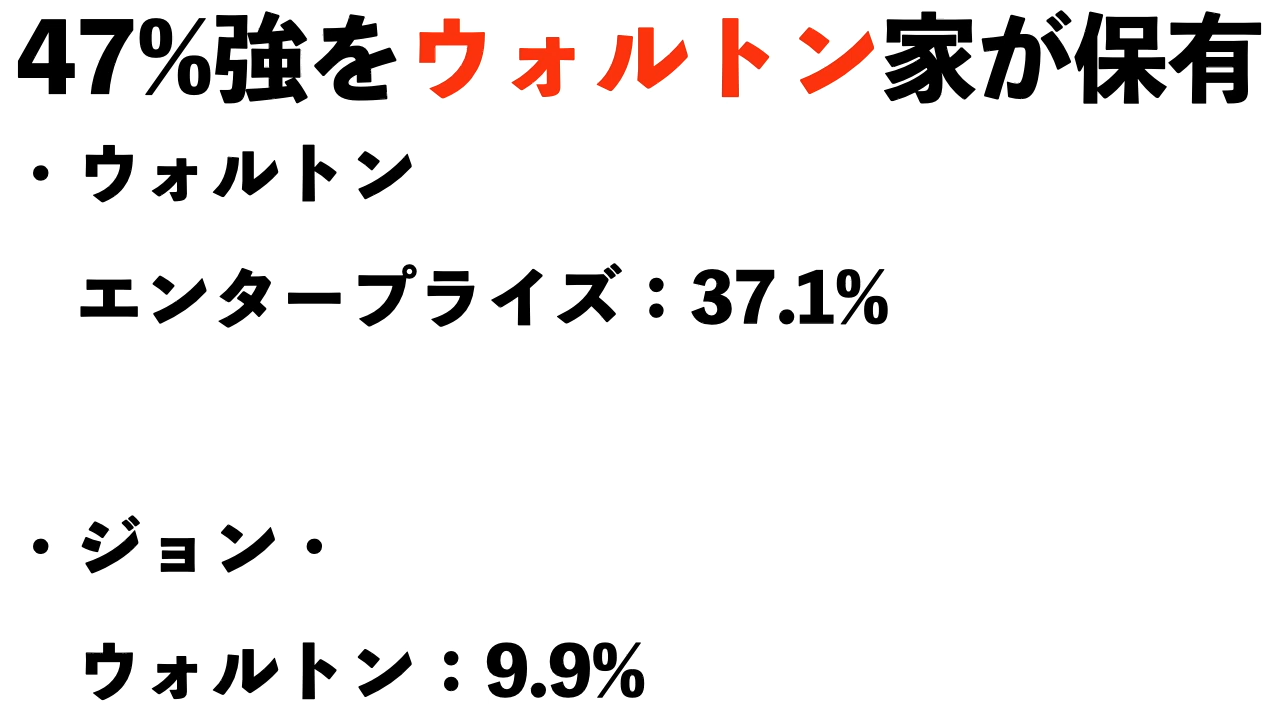 47%強をウォルトン家が保有
・ウォルトン
エンタープライズ：37.1%
・ジョン・
ウォルトン：9.9%